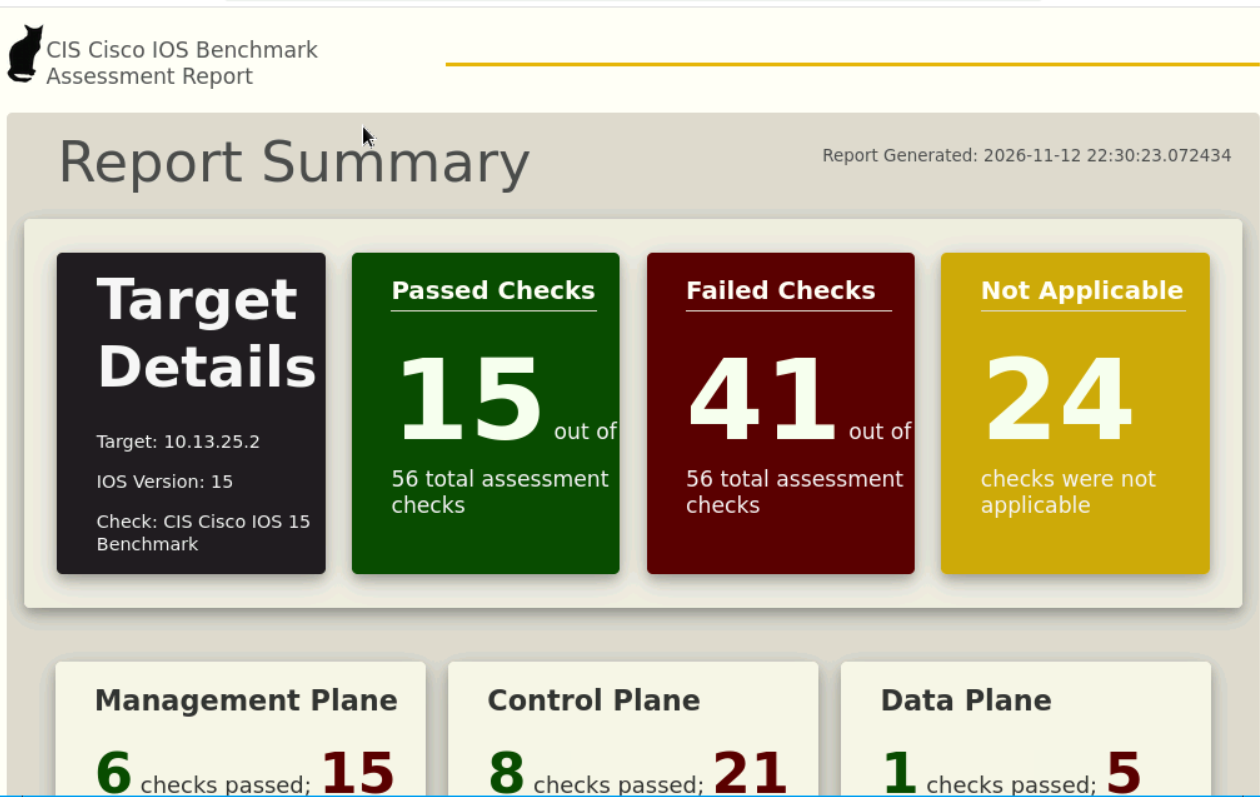 CIS Cisco IOS Benchmark
Assessment Report
Report Summary
Report Generated: 2026-11-12 22:30:23.072434
Target
Details
Target: 10.13.25.2
IOS Version: 15
Check: CIS Cisco IOS 15
Benchmark
Passed Checks
15 out of
56 total assessment
checks
Failed Checks
41 out of
56 total assessment
checks
Not Applicable
24
checks were not
applicable
Management Plane
6 checks passed; 15
Control Plane
8 checks passed; 21
Data Plane
1 checks passed; 5